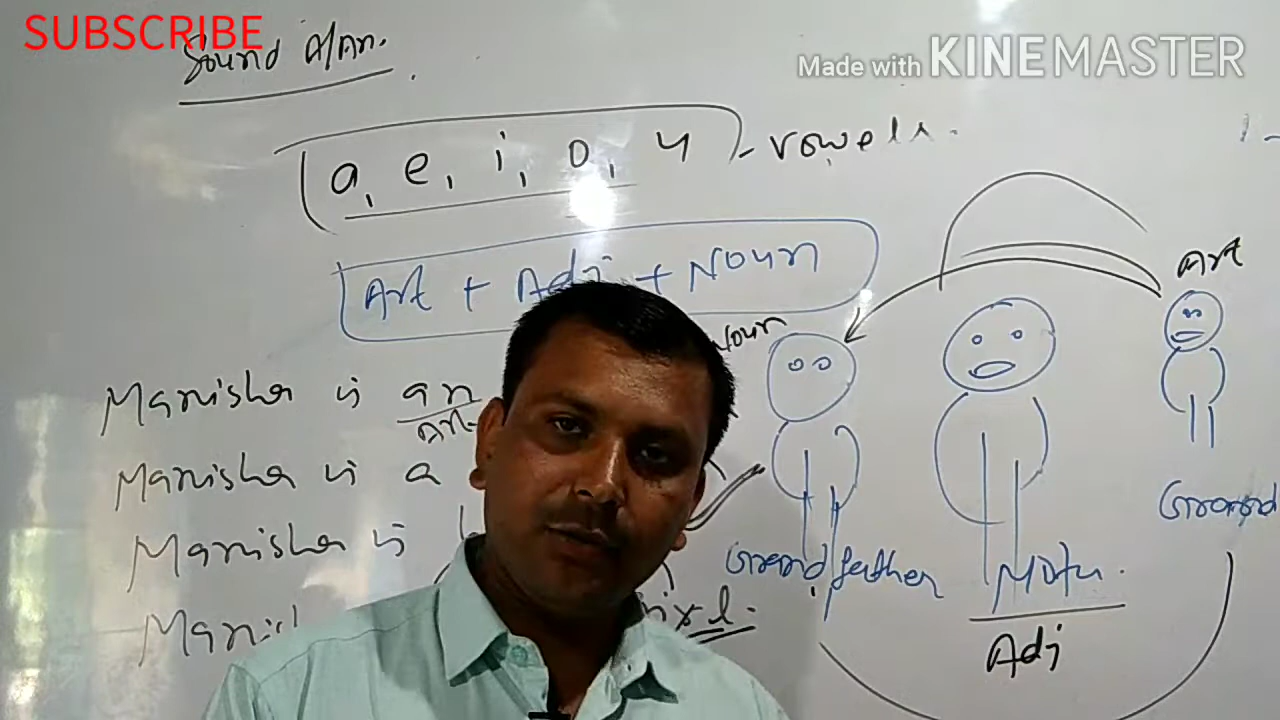 SUBSCRIBE
Made with KINEMASTER
Sound A/An.
a, e, i, o, u - vowels.
Art + Adj + Noun
Art
Noun
Manisha is an
Art
Manisha is a
Manisha is
Grand father
Motu.
Adj